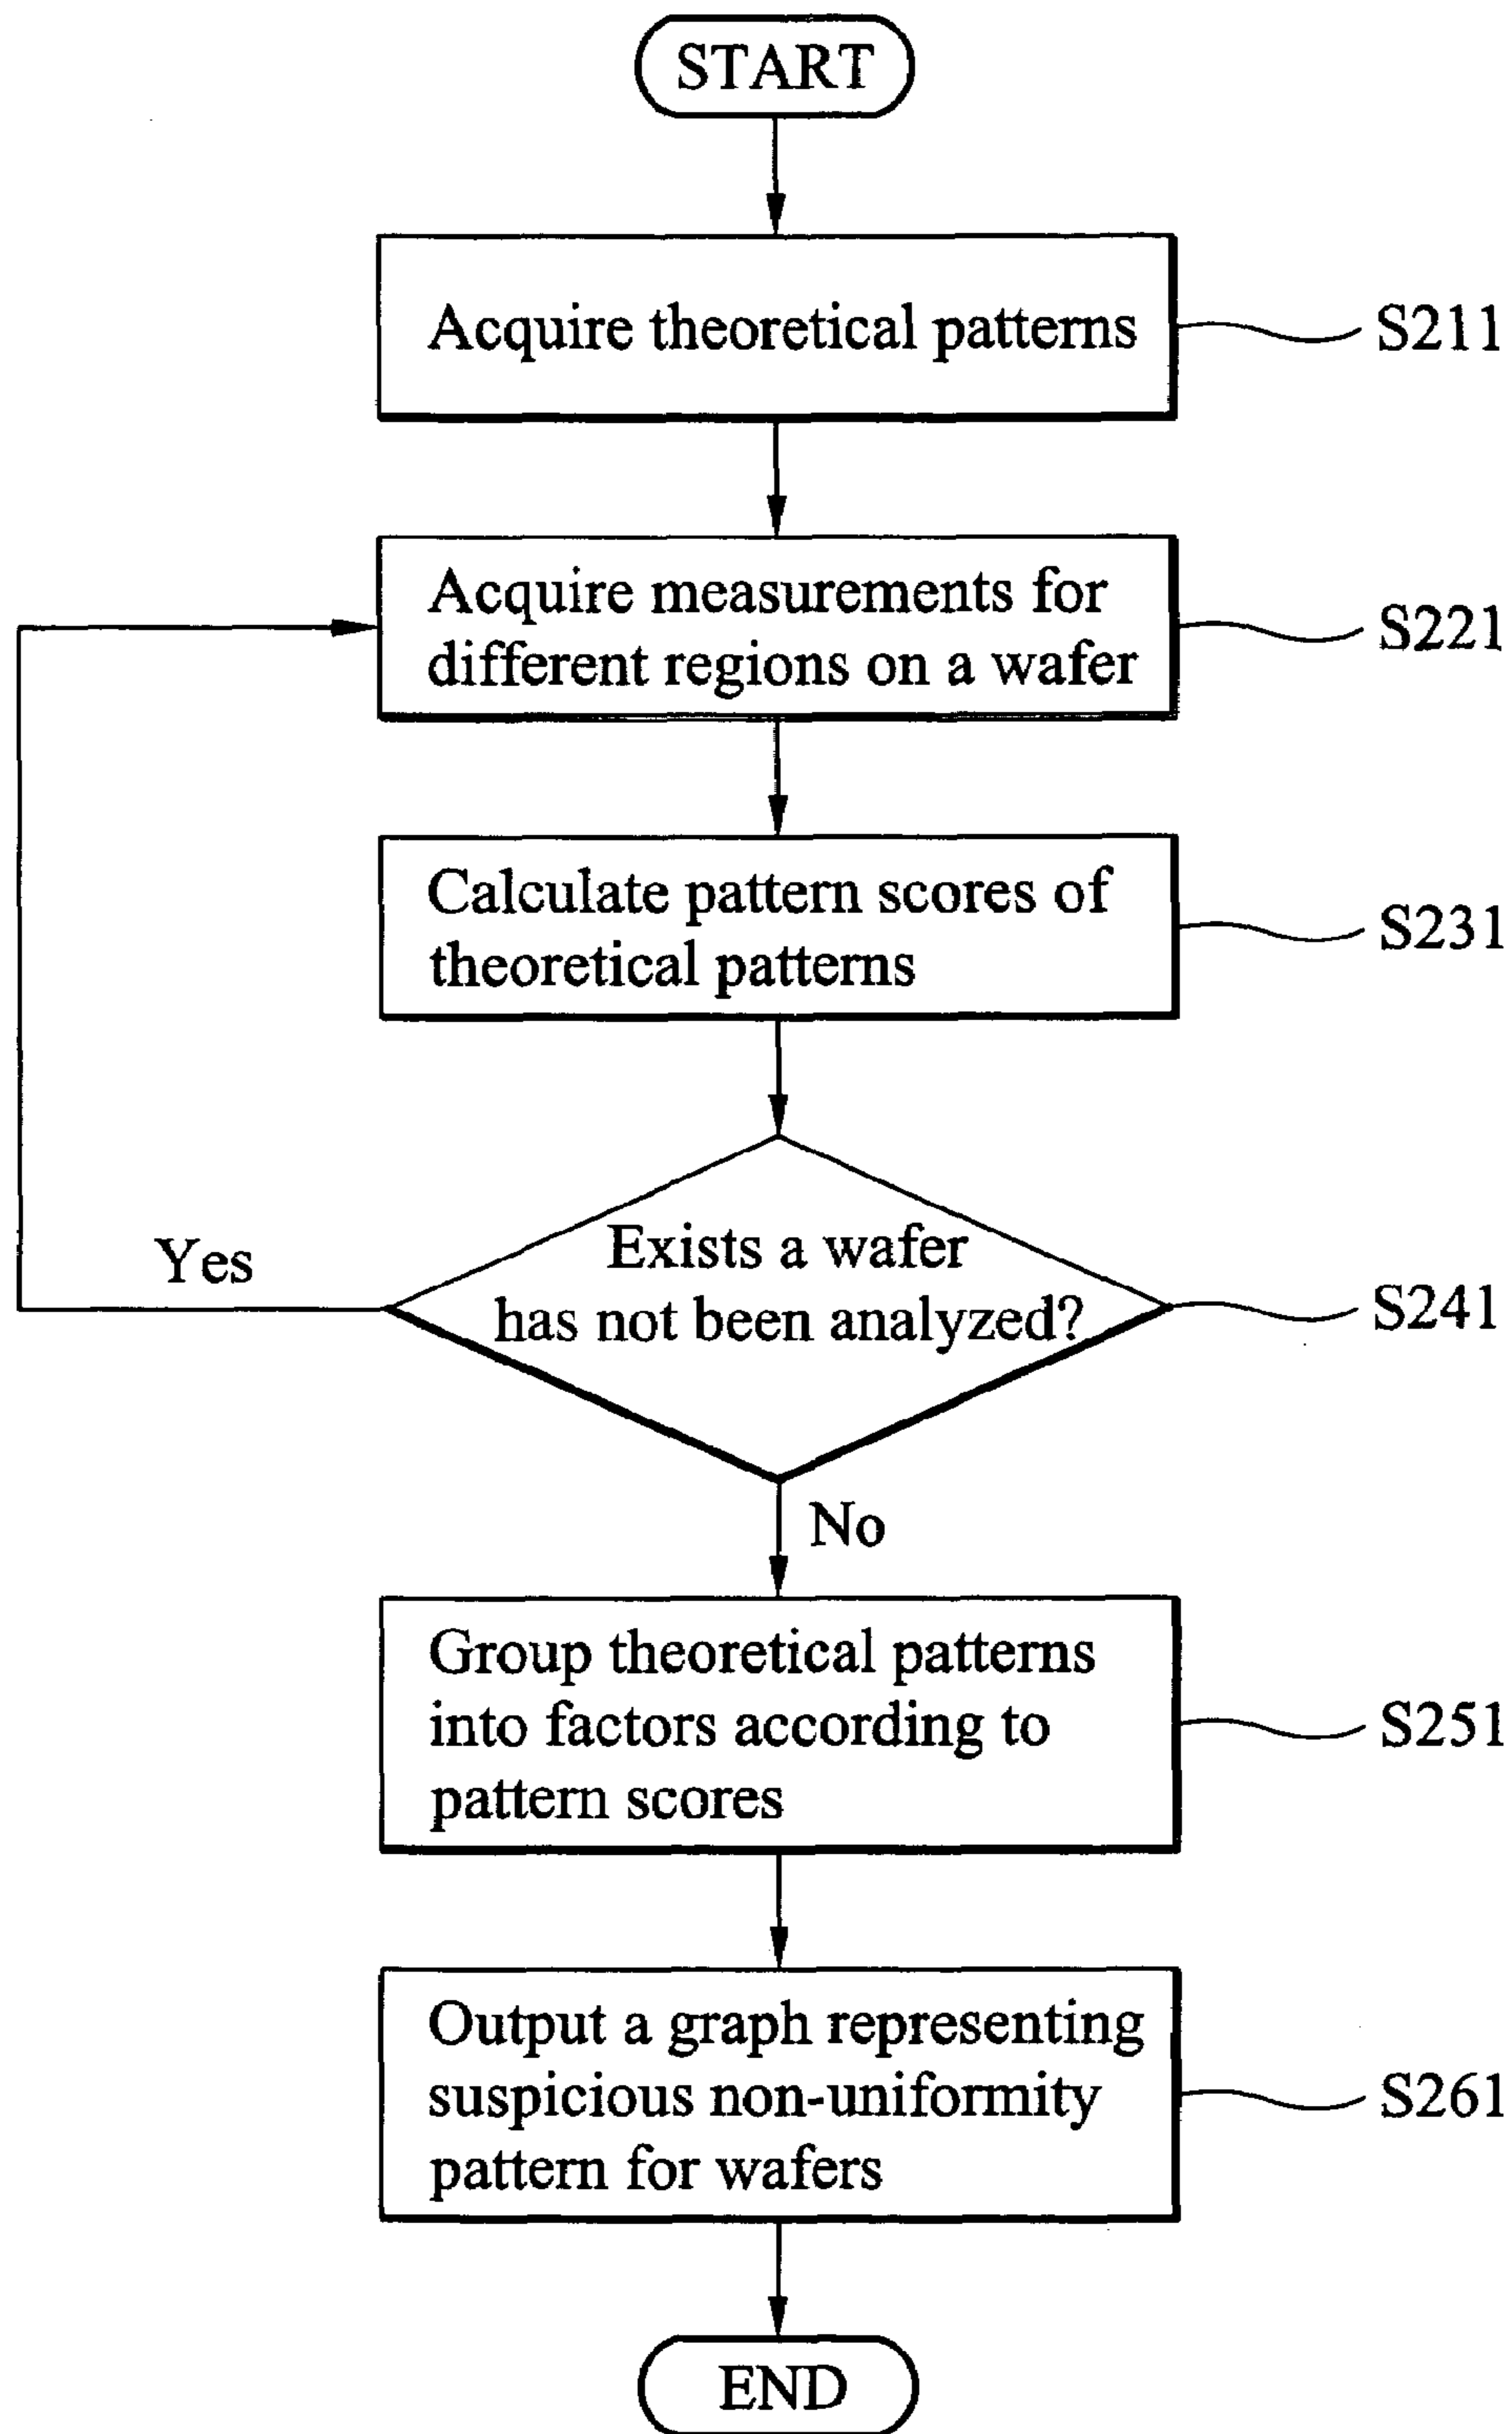 START
Acquire theoretical patterns
S211
Acquire measurements for
different regions on a wafer
S221
Calculate pattern scores of
theoretical patterns
S231
Exists a wafer
has not been analyzed?
S241
Yes
No
Group theoretical patterns
into factors according to
pattern scores
S251
Output a graph representing
suspicious non-uniformity
pattern for wafers
S261
END